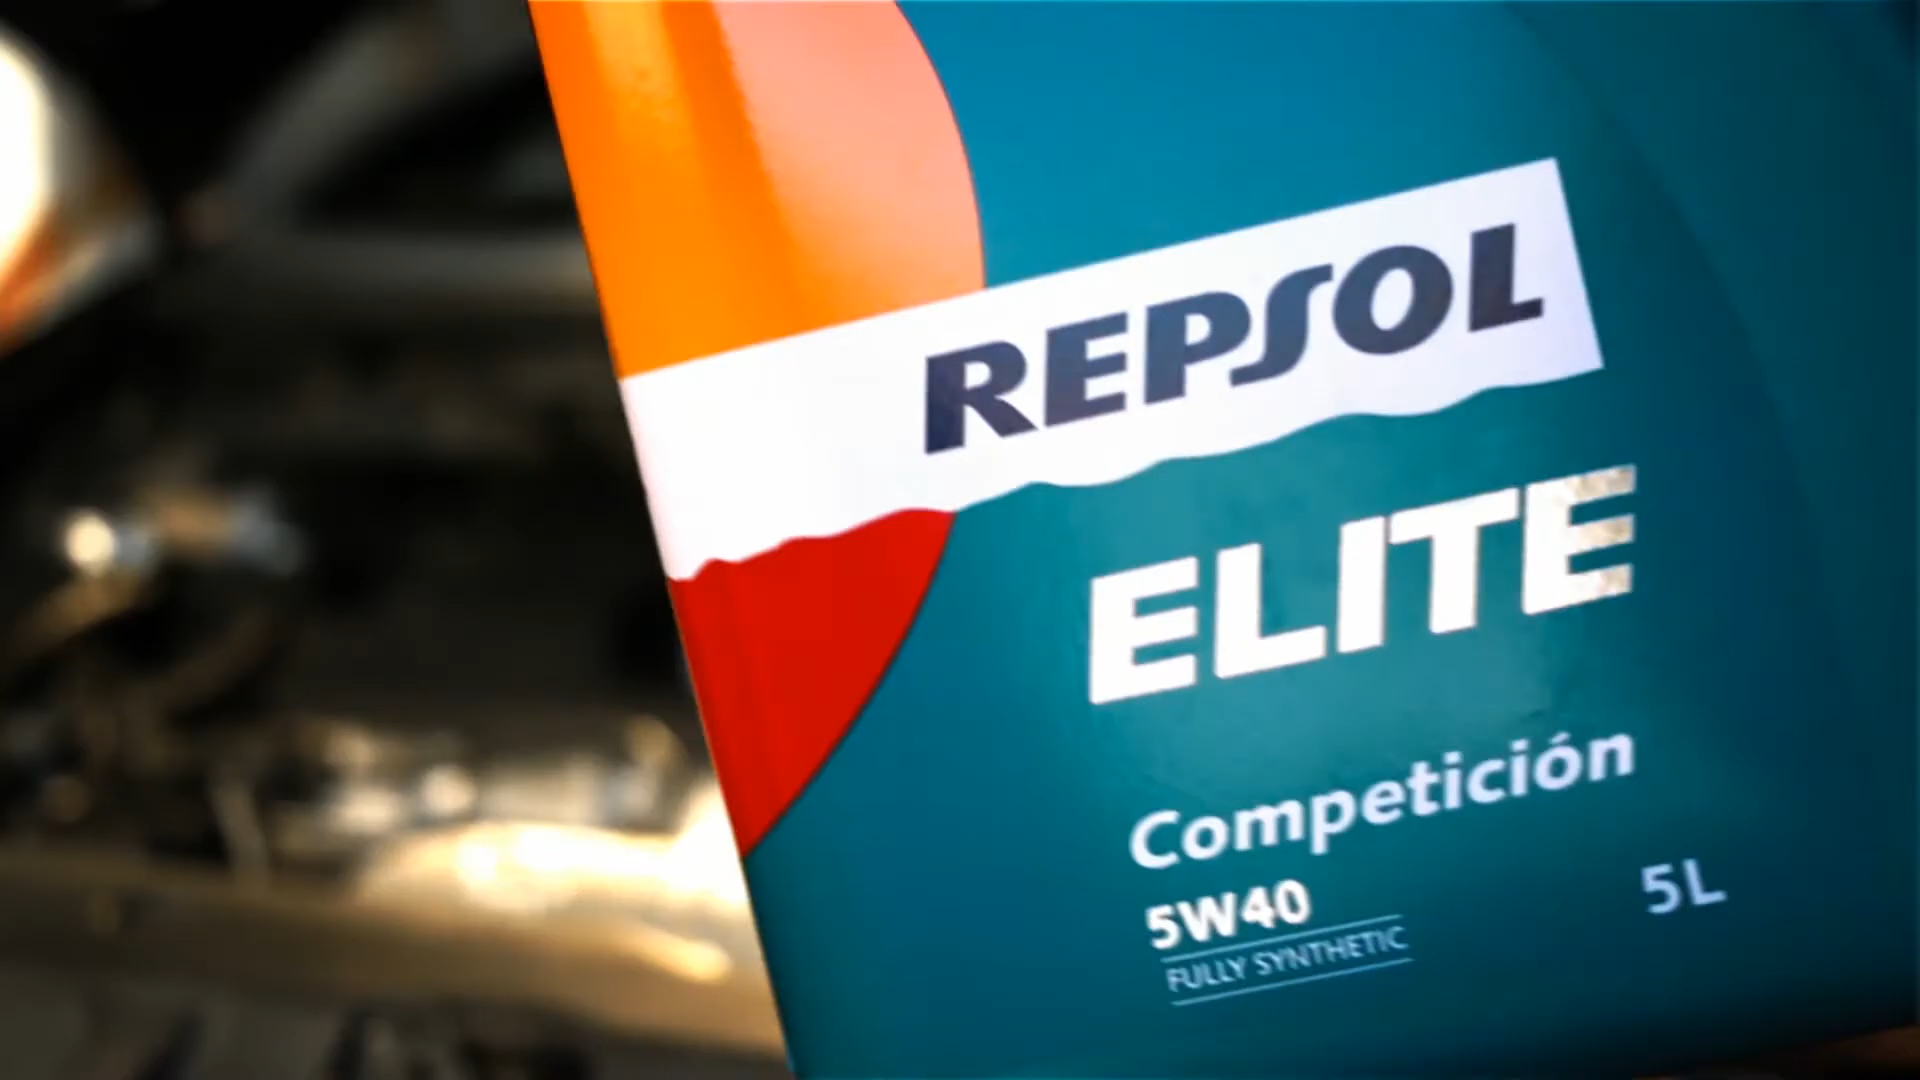 REPSOL
ELITE
Competición
5W40
5L
FULLY SYNTHETIC